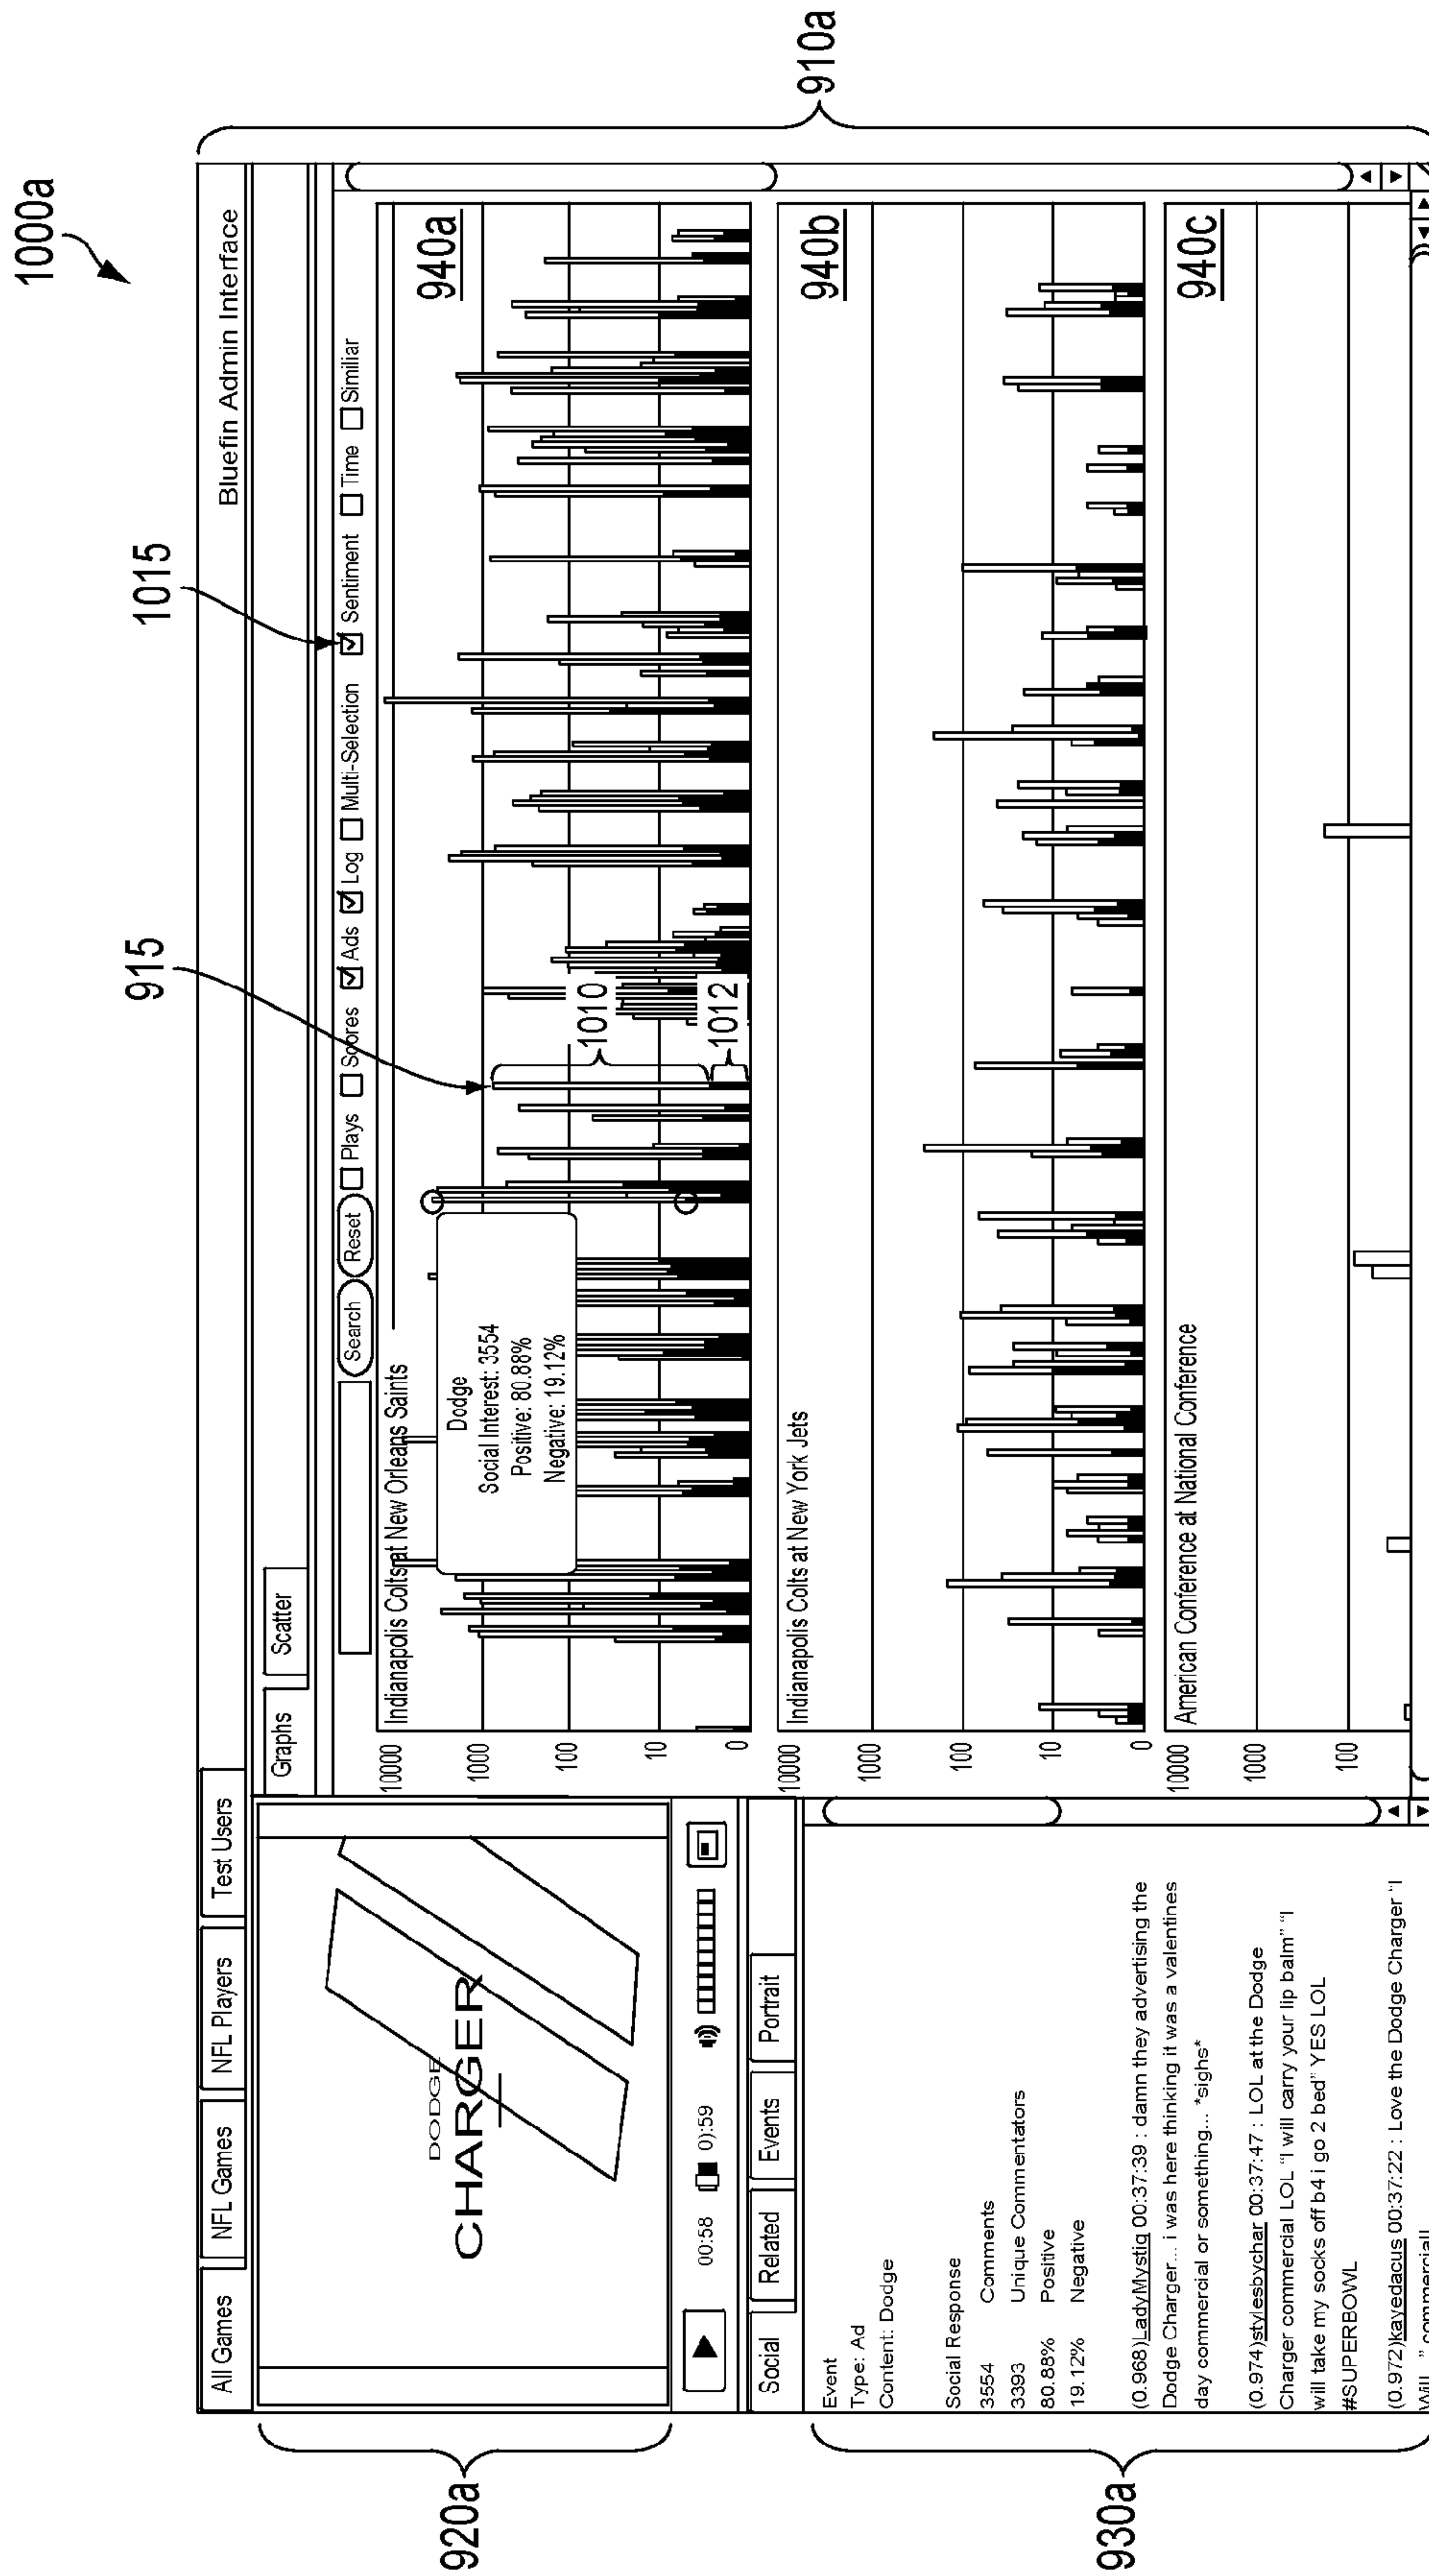 1000a
Bluefin Admin Interface
All Games
NFL Games
NFL Players
Test Users
Graphs
Scatter
Search
Reset
Plays
Scores
Ads
Log
Multi-Selection
Sentiment
Time
Similiar
915
1015
910a
920a
DODGE
CHARGER
00:58
0):59
Social
Related
Events
Portrait
930a
Event
Type: Ad
Content: Dodge
Social Response
3554 Comments
3393 Unique Commentators
80.88% Positive
19.12% Negative
(0.968)LadyMystiq 00:37:39 : damn they advertising the
Dodge Charger... i was here thinking it was a valentines
day commercial or something... *sighs*
(0.974)stylesbychar 00:37:47 : LOL at the Dodge
Charger commercial LOL "I will carry your lip balm" "I
will take my socks off b4 i go 2 bed" YES LOL
#SUPERBOWL
(0.972)kayedacus 00:37:22 : Love the Dodge Charger "I
Will..." commercial!
Indianapolis Colts at New Orleans Saints
940a
10000
1000
100
10
0
Dodge
Social Interest: 3554
Positive: 80.88%
Negative: 19.12%
1010
1012
Indianapolis Colts at New York Jets
940b
10000
1000
100
10
0
American Conference at National Conference
940c
10000
1000
100